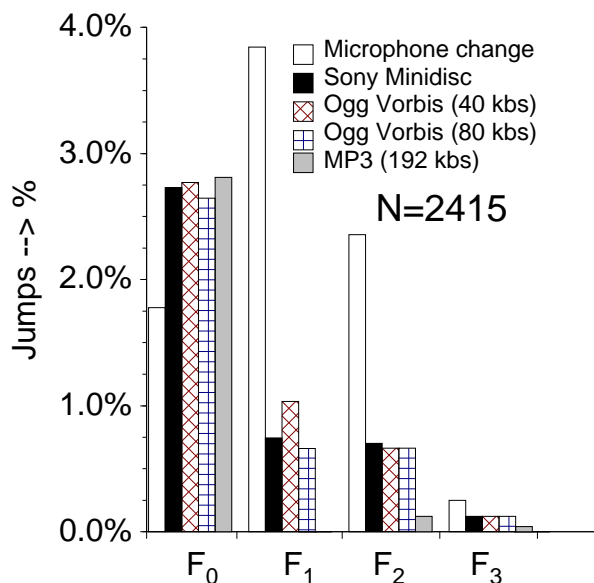 4.0%
Microphone change
Sony Minidisc
Ogg Vorbis (40 kbs)
Ogg Vorbis (80 kbs)
MP3 (192 kbs)
3.0%
N=2415
2.0%
1.0%
0.0%
Jumps --> %
F₀ F₁ F₂ F₃